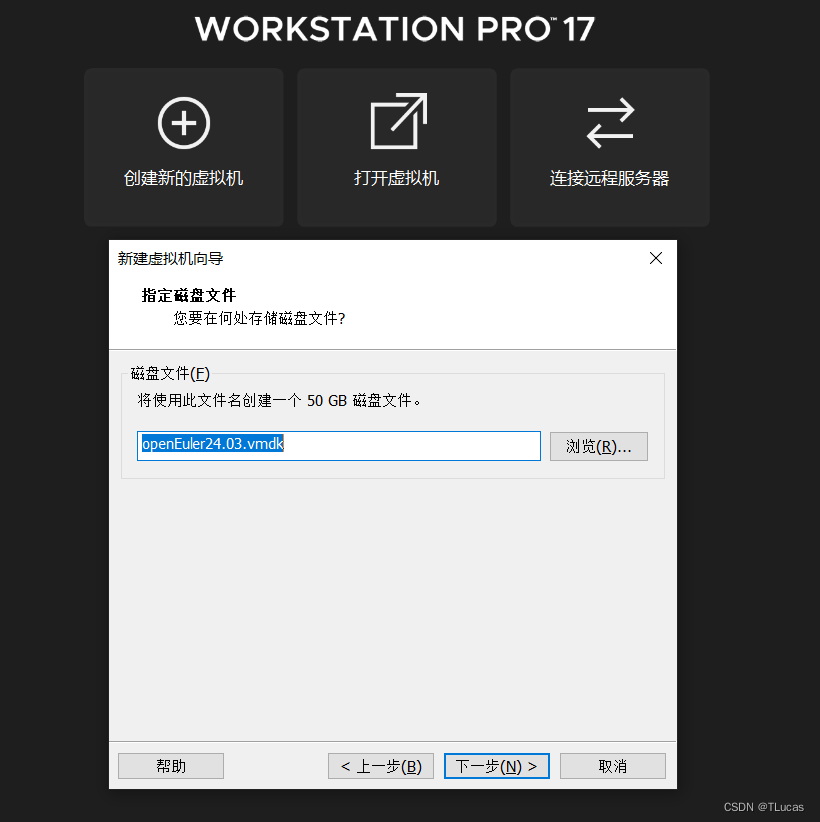 WORKSTATION PRO™ 17
创建新的虚拟机
打开虚拟机
连接远程服务器
新建虚拟机向导
指定磁盘文件
您要在何处存储磁盘文件?
磁盘文件(F)
将使用此文件名创建一个 50 GB 磁盘文件。
openEuler24.03.vmdk
浏览(R)...
帮助
< 上一步(B)
下一步(N) >
取消
CSDN @TLucas